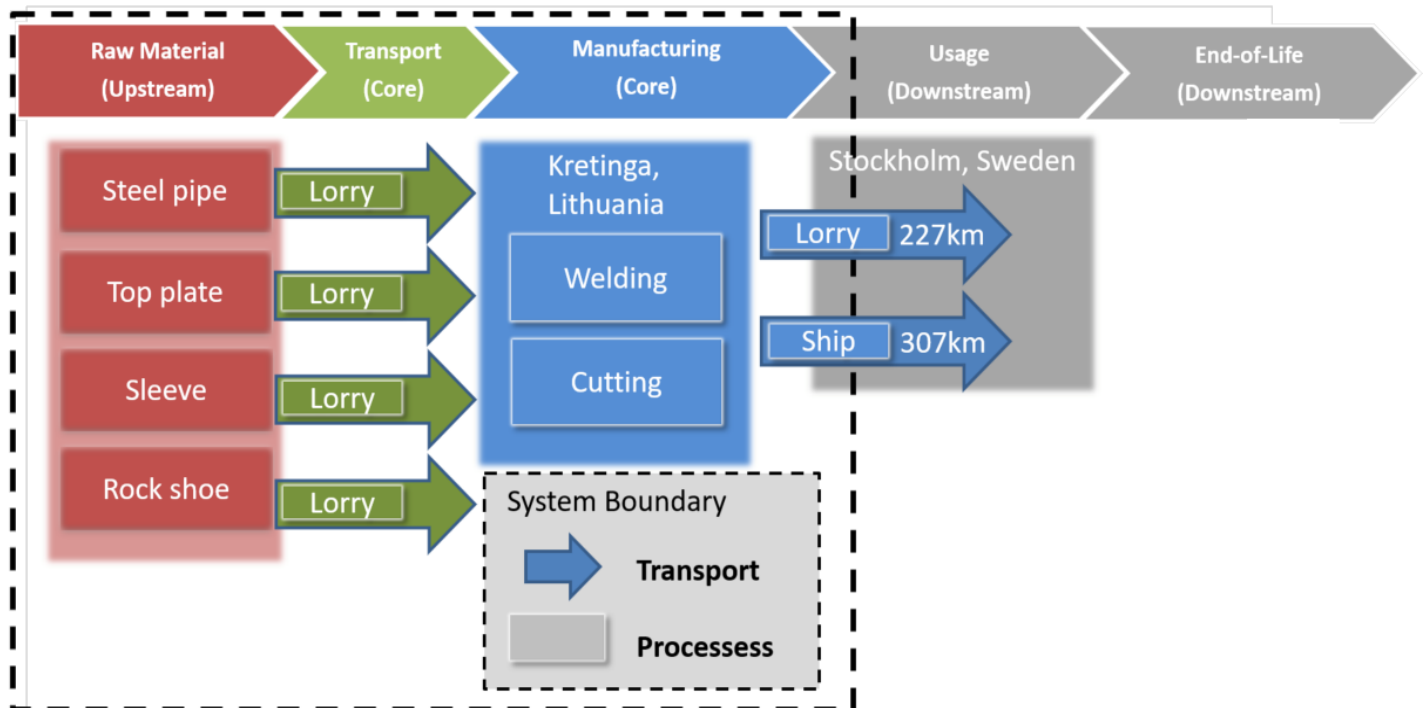 Raw Material
(Upstream)
Transport
(Core)
Manufacturing
(Core)
Usage
(Downstream)
End-of-Life
(Downstream)
Steel pipe
Top plate
Sleeve
Rock shoe
Lorry
Lorry
Lorry
Lorry
Kretinga,
Lithuania
Welding
Cutting
Stockholm, Sweden
Lorry 227km
Ship 307km
System Boundary
Transport
Processess